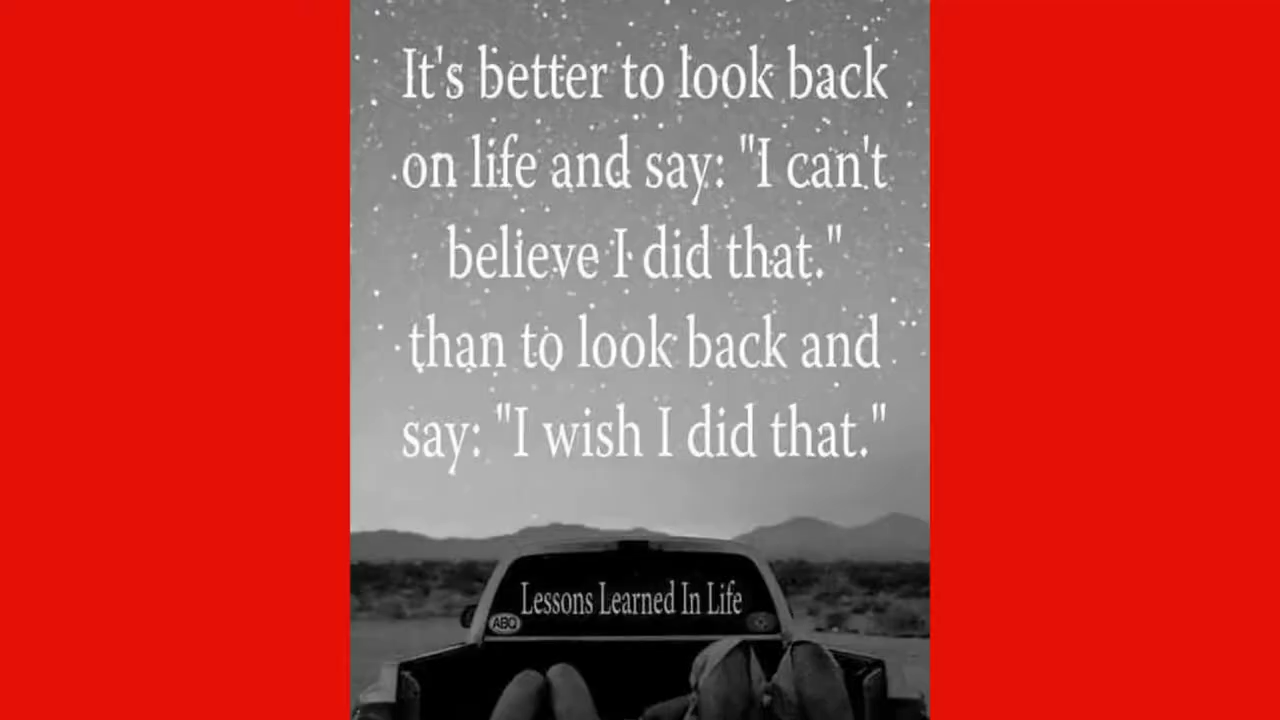 It's better to look back
on life and say: "I can't
believe I did that."
than to look back and
say: "I wish I did that."
Lessons Learned In Life
ABQ